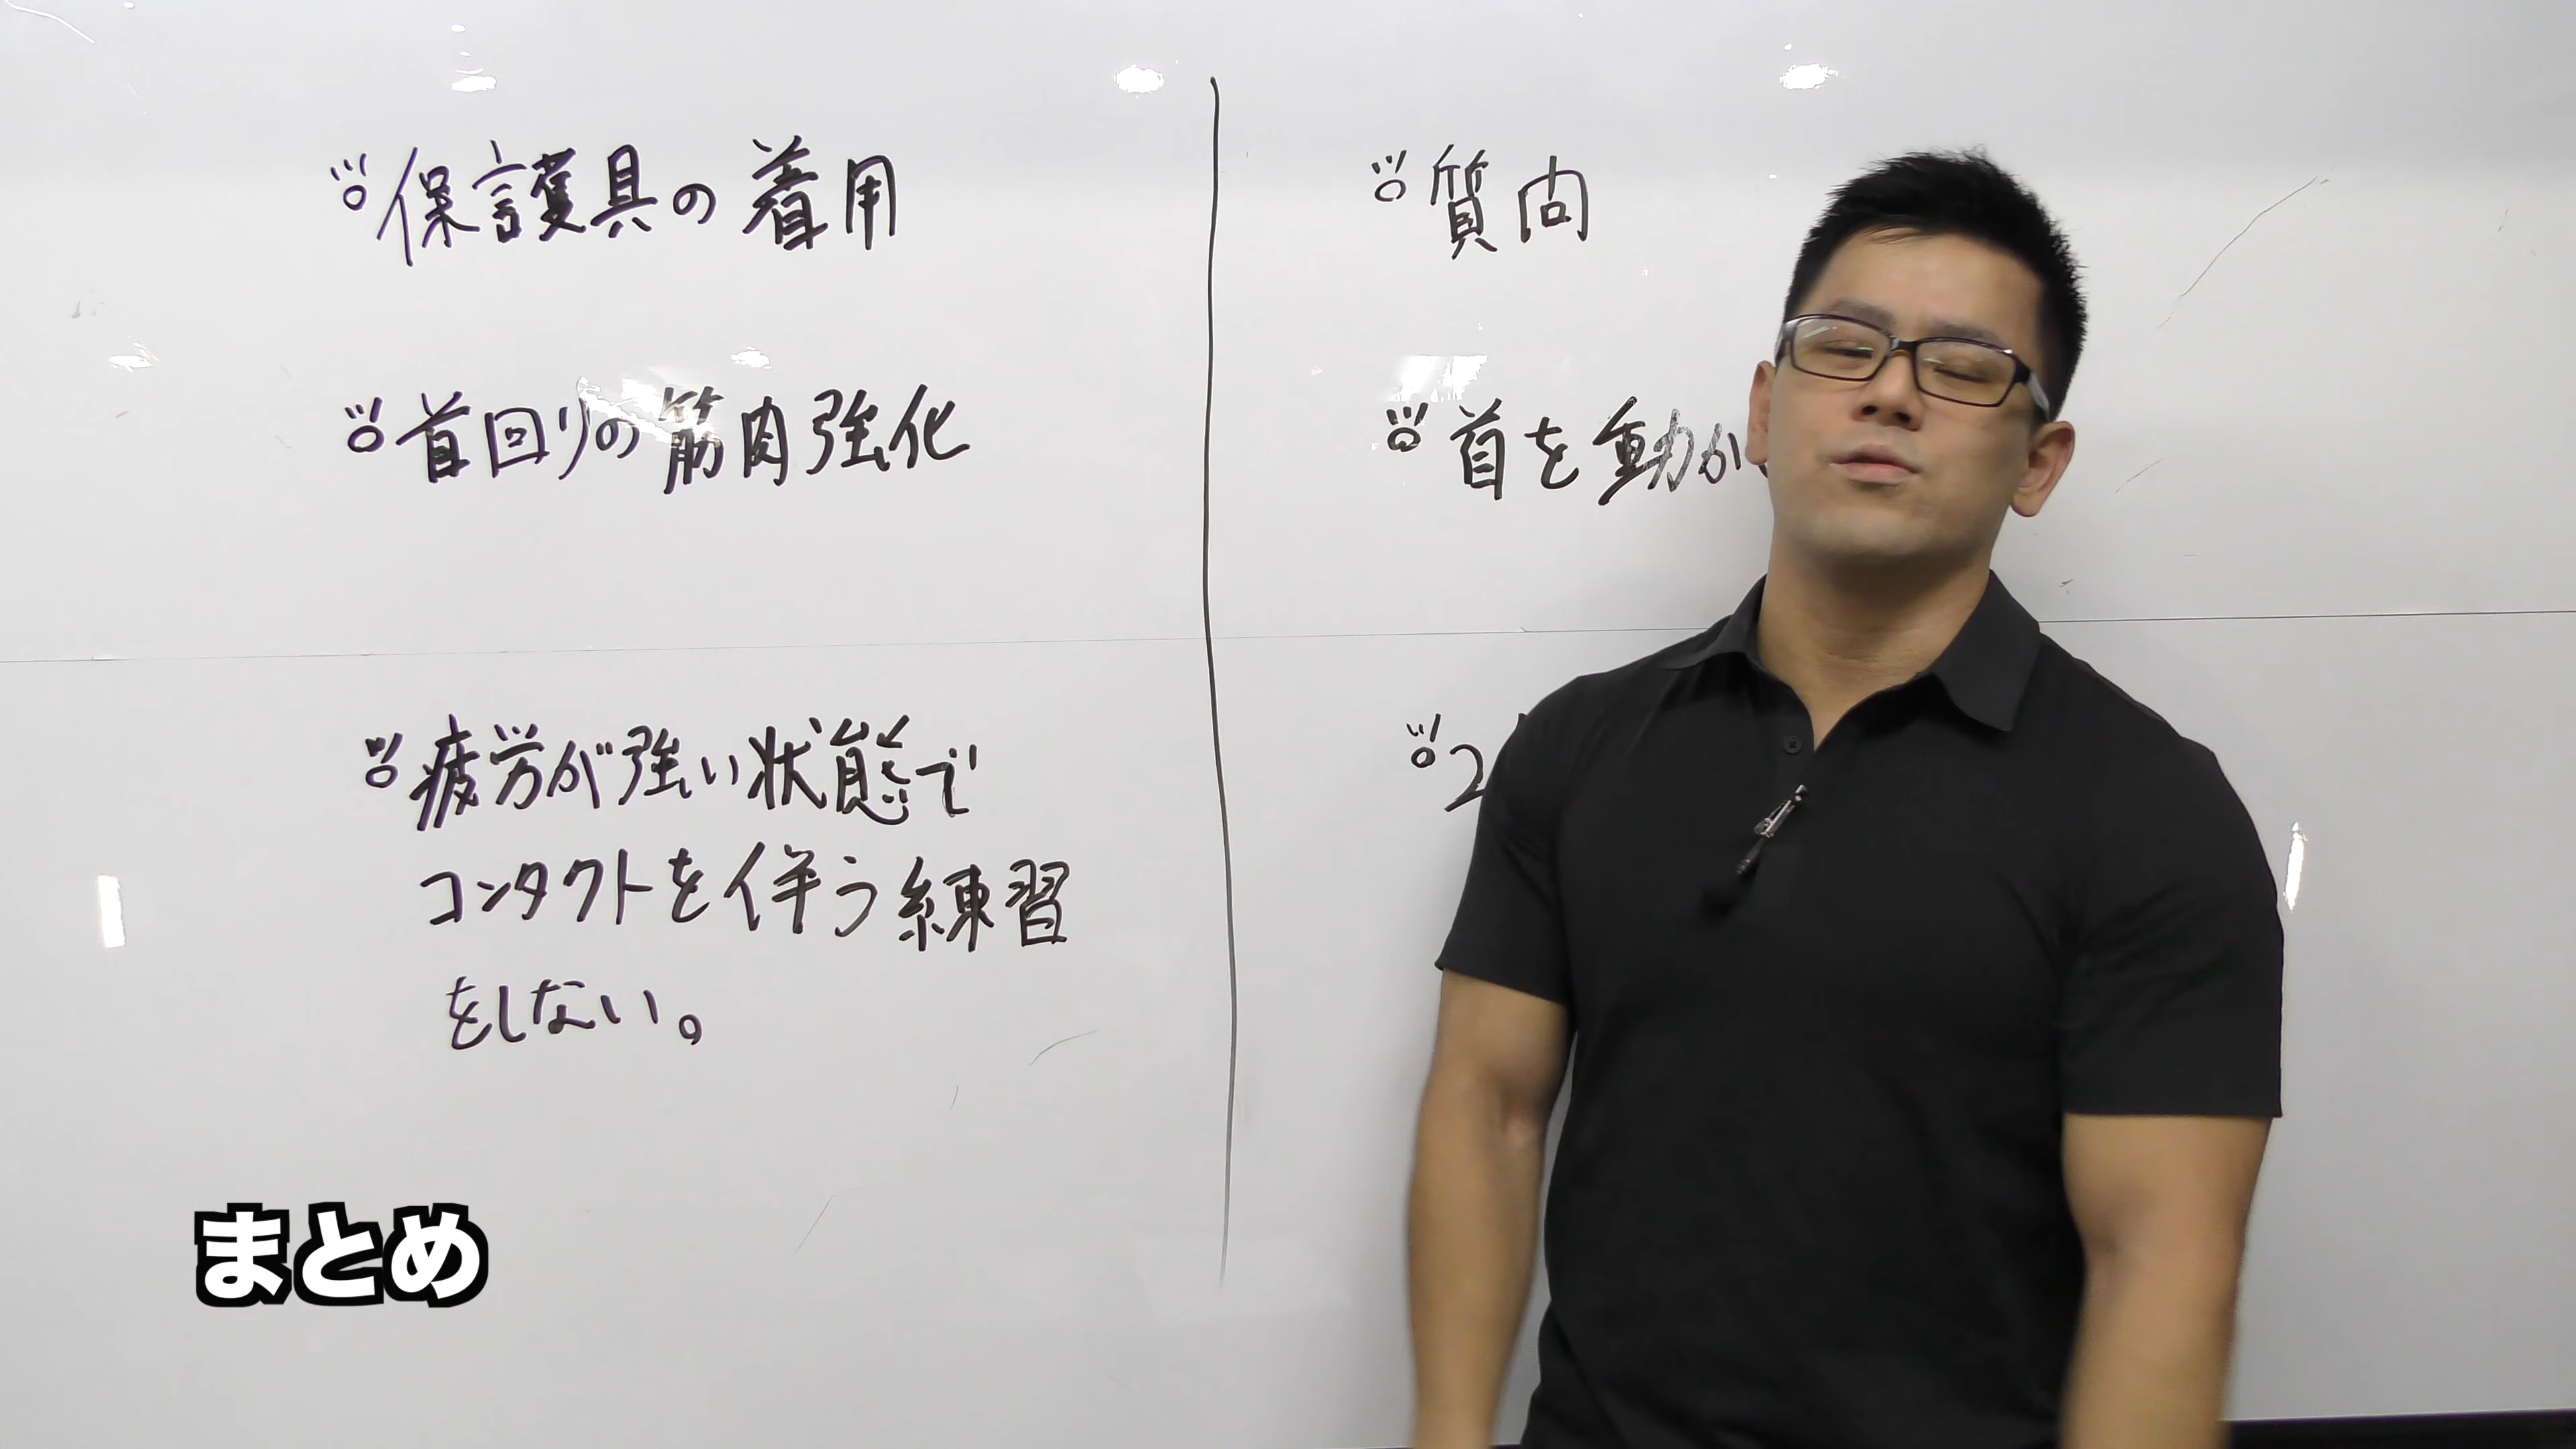 保護具の着用
首回りの筋肉強化
疲労が強い状態で
コンタクトを伴う練習
をしない。
質問
首を動か
2
まとめ